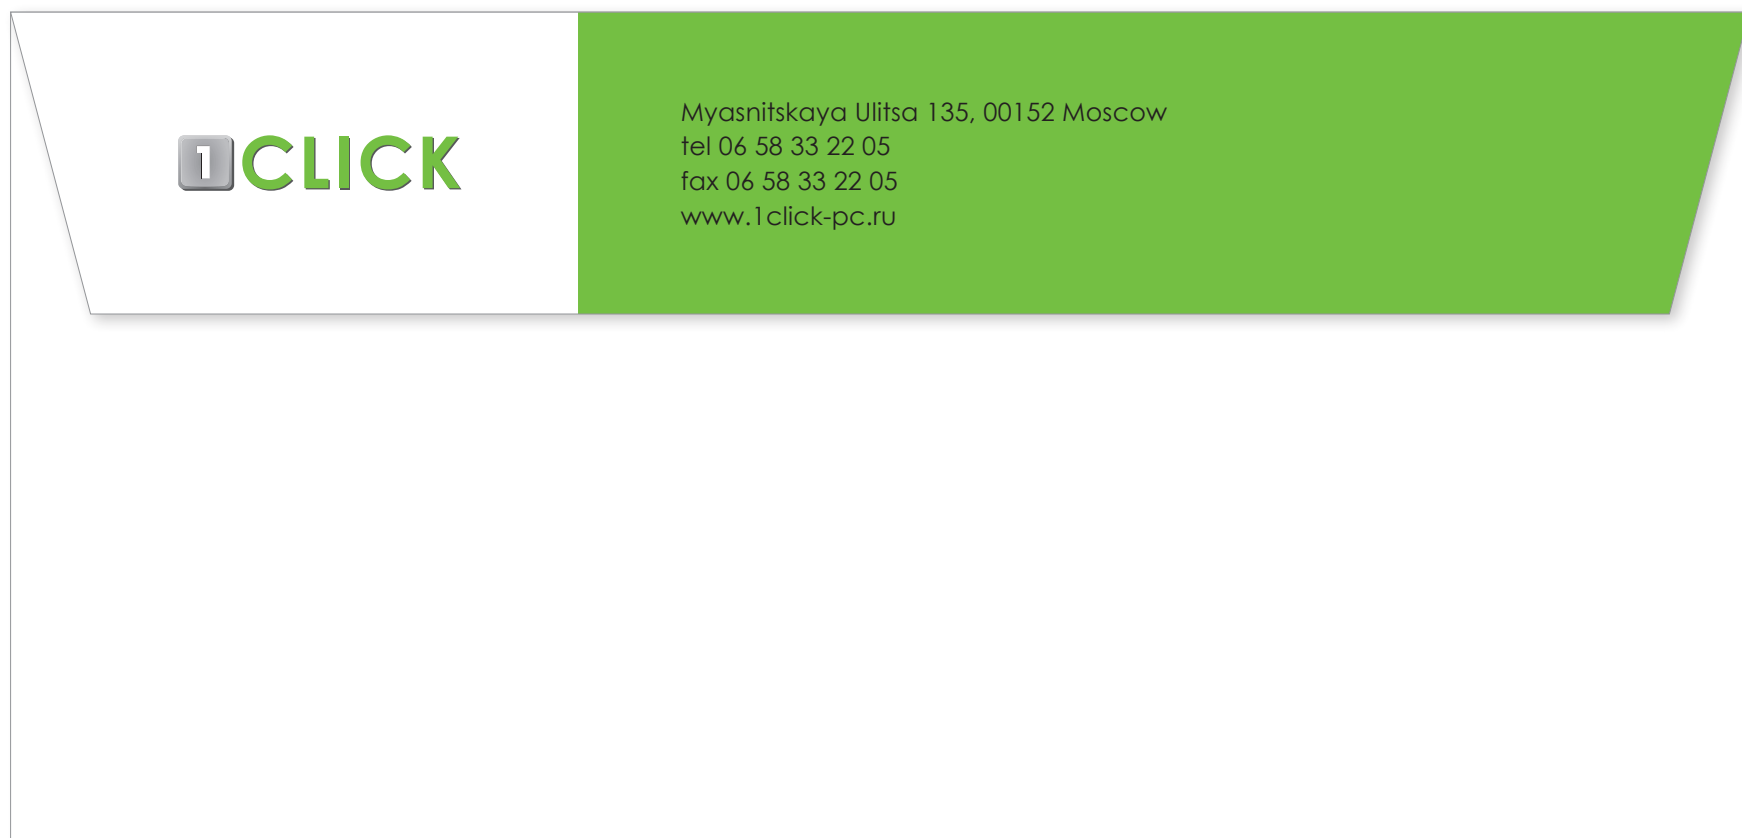 1CLICK
Myasnitskaya Ulitsa 135, 00152 Moscow
tel 06 58 33 22 05
fax 06 58 33 22 05
www.1click-pc.ru